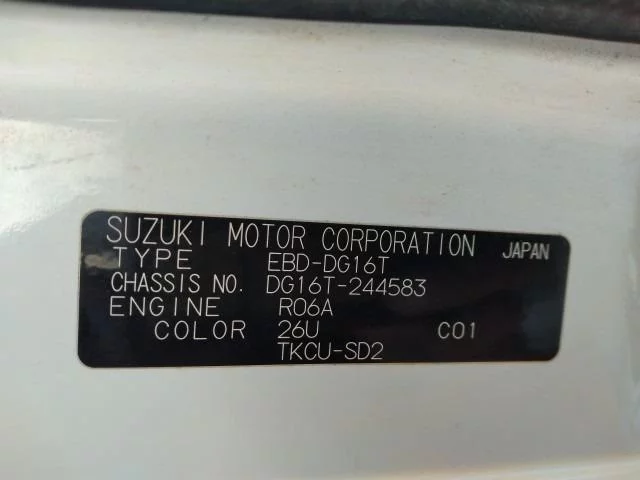 SUZUKI MOTOR CORPORATION JAPAN
TYPE EBD-DG16T
CHASSIS NO. DG16T-244583
ENGINE R06A
COLOR 26U C01
TKCU-SD2